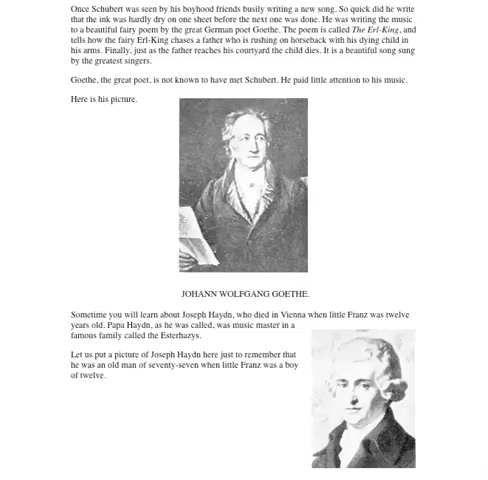 Once Schubert was seen by his boyhood friends busily writing a new song. So quick did he write
that the ink was hardly dry on one sheet before the next one was done. He was writing the music
to a beautiful fairy poem by the great German poet Goethe. The poem is called The Erl-King, and
tells how the fairy Erl-King chases a father who is rushing on horseback with his dying child in
his arms. Finally, just as the father reaches his courtyard the child dies. It is a beautiful song sung
by the greatest singers.
Goethe, the great poet, is not known to have met Schubert. He paid little attention to his music.
Here is his picture.
JOHANN WOLFGANG GOETHE.
Sometime you will learn about Joseph Haydn, who died in Vienna when little Franz was twelve
years old. Papa Haydn, as he was called, was music master in a
famous family called the Esterhazys.
Let us put a picture of Joseph Haydn here just to remember that
he was an old man of seventy-seven when little Franz was a boy
of twelve.